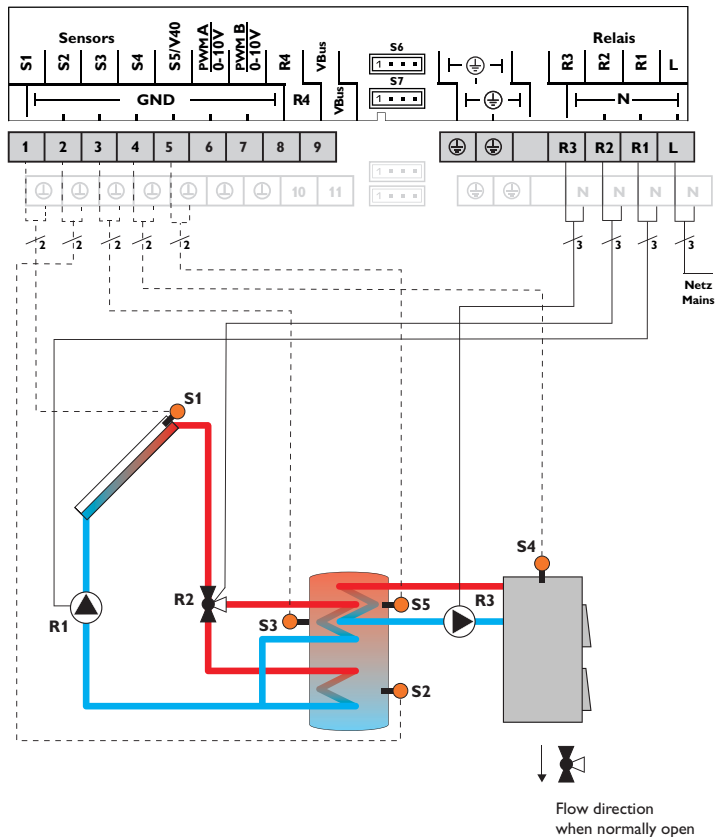 Sensors
Relais
S1 S2 S3 S4 S5/V40 PWM A 0-10V PWM B 0-10V R4 VBus
S6
S7
R3 R2 R1 L
GND
R4
VBus
N
1 2 3 4 5 6 7 8 9
R3 R2 R1 L
10 11
N N N N
2 2 2 2 2
3 3 3 3
Netz
Mains
S1
S4
R2
S5
R3
S3
R1
S2
Flow direction
when normally open